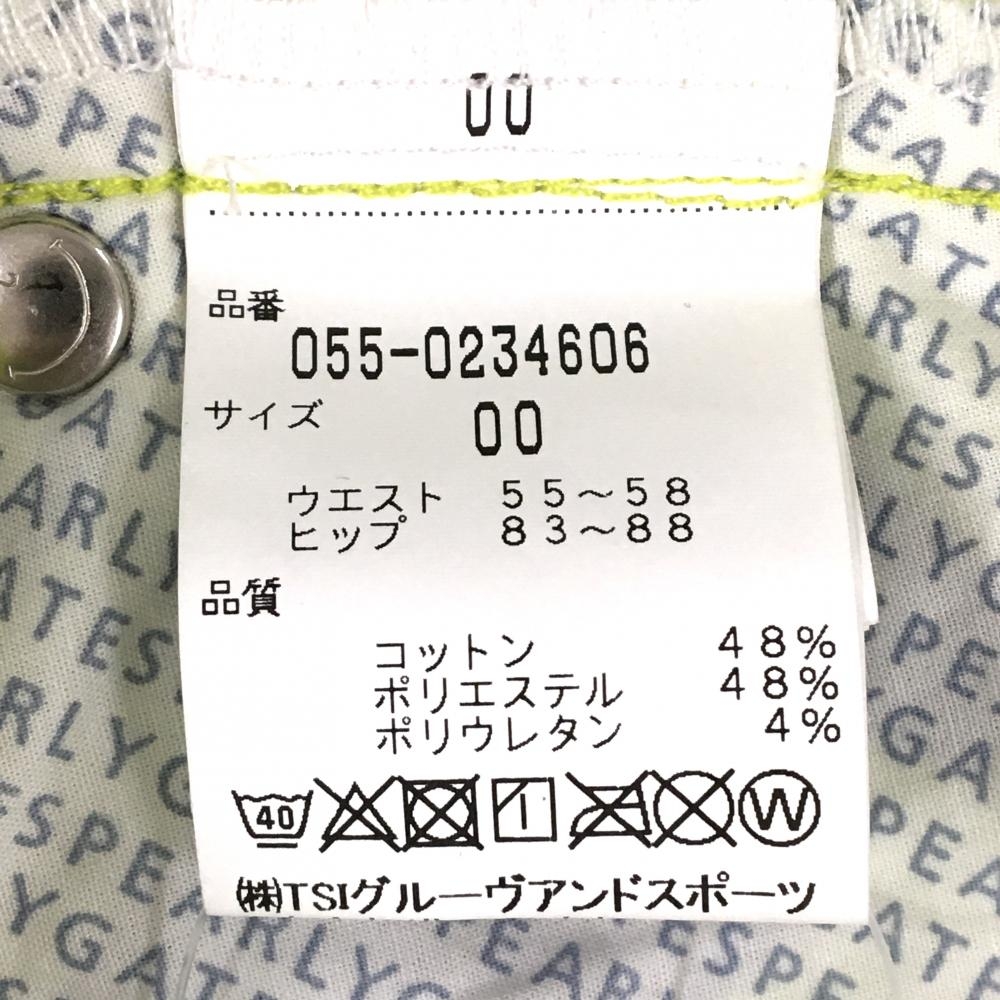 00
品番
055-0234606
サイズ
00
ウエスト 55～58
ヒップ 83～88
品質
コットン 48%
ポリエステル 48%
ポリウレタン 4%
40 W
㈱TSIグルーヴアンドスポーツ
PEARLY GATES